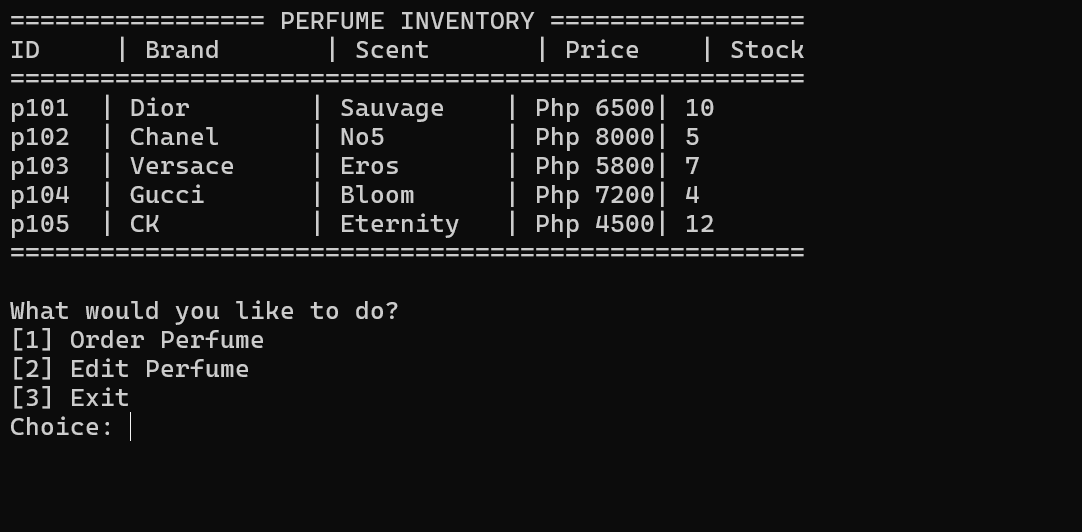 ================= PERFUME INVENTORY =================
ID     | Brand       | Scent       | Price    | Stock
=====================================================
p101  | Dior        | Sauvage    | Php 6500| 10
p102  | Chanel      | No5        | Php 8000| 5
p103  | Versace     | Eros       | Php 5800| 7
p104  | Gucci       | Bloom      | Php 7200| 4
p105  | CK          | Eternity   | Php 4500| 12
=====================================================
What would you like to do?
[1] Order Perfume
[2] Edit Perfume
[3] Exit
Choice: